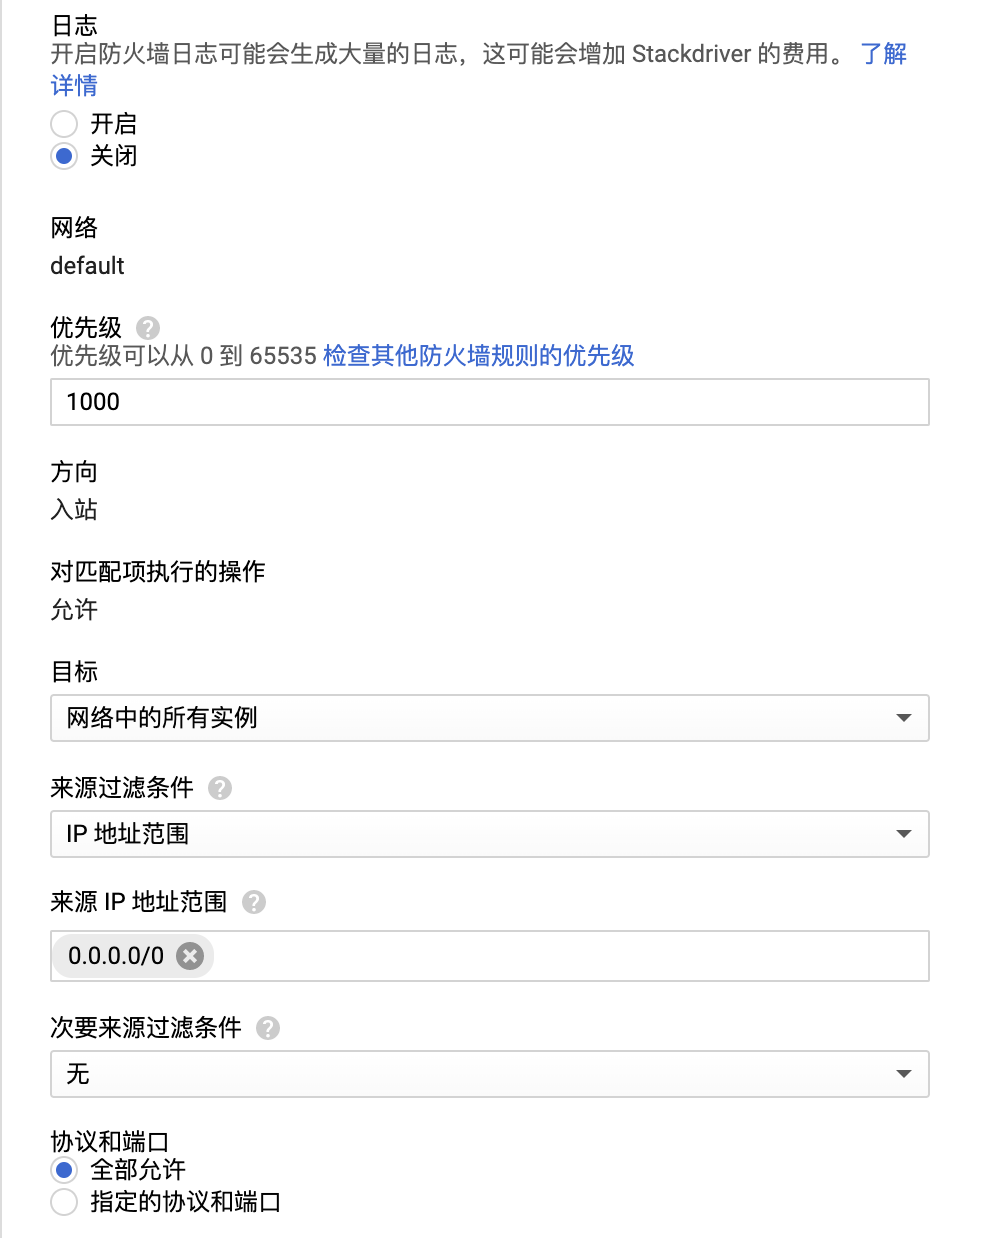 日志
开启防火墙日志可能会生成大量的日志，这可能会增加 Stackdriver 的费用。 了解
详情
开启
关闭
网络
default
优先级
优先级可以从 0 到 65535 检查其他防火墙规则的优先级
1000
方向
入站
对匹配项执行的操作
允许
目标
网络中的所有实例
来源过滤条件
IP 地址范围
来源 IP 地址范围
0.0.0.0/0
次要来源过滤条件
无
协议和端口
全部允许
指定的协议和端口